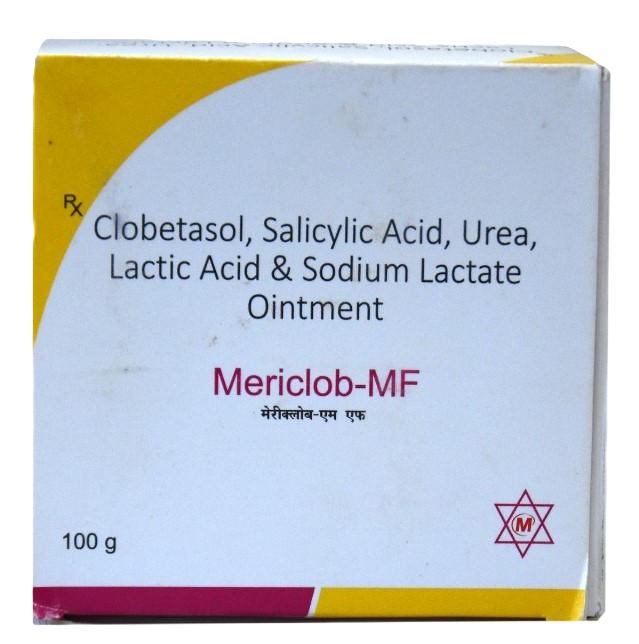 Rx
Clobetasol, Salicylic Acid, Urea,
Lactic Acid & Sodium Lactate
Ointment
Mericlob-MF
मेरीक्लोब-एम एफ
M
100 g